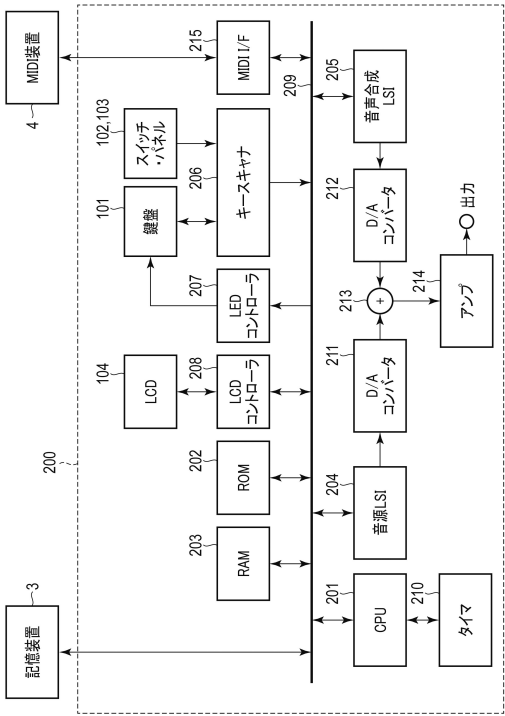 200
記憶装置
3
MIDI装置
4
RAM
203
ROM
202
LCD
104
LCD
コントローラ
208
LED
コントローラ
207
鍵盤
101
スイッチ
・パネル
102,103
キースキャナ
206
MIDI I/F
215
209
CPU
201
タイマ
210
音源LSI
204
D/A
コンバータ
211
+
213
D/A
コンバータ
212
音声合成
LSI
205
アンプ
214
出力